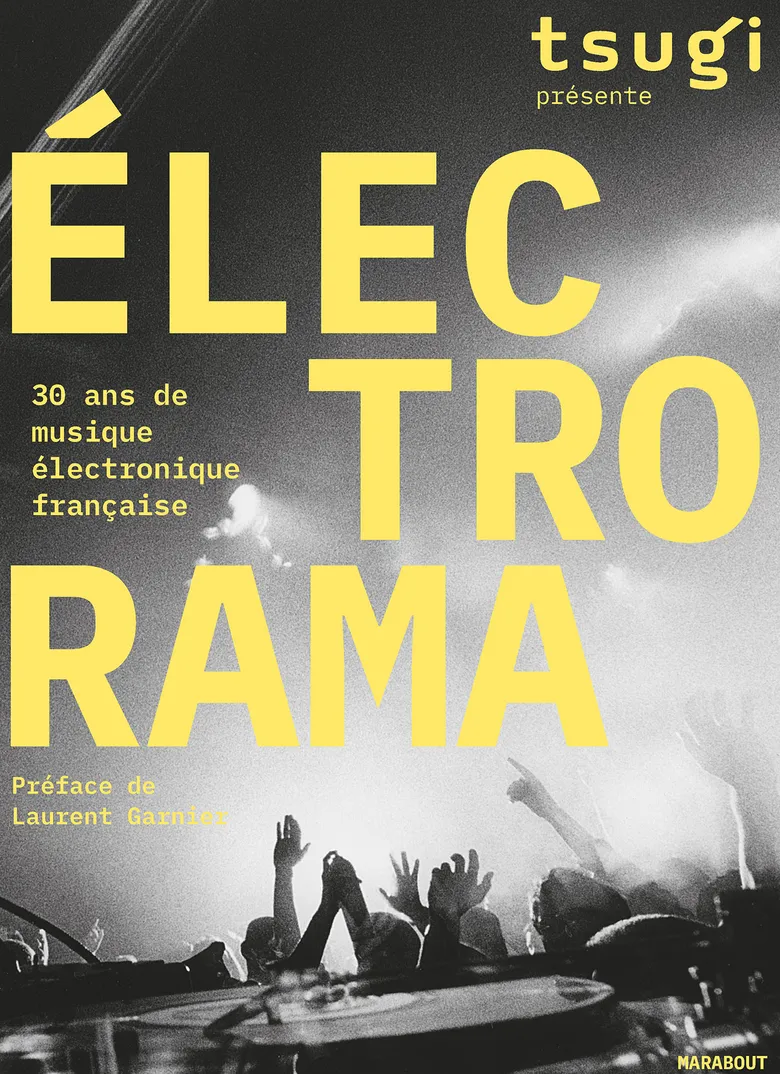 tsugi
présente
ÉLEC
TRO
RAMA
30 ans de
musique
électronique
française
Préface de
Laurent Garnier
MARABOUT